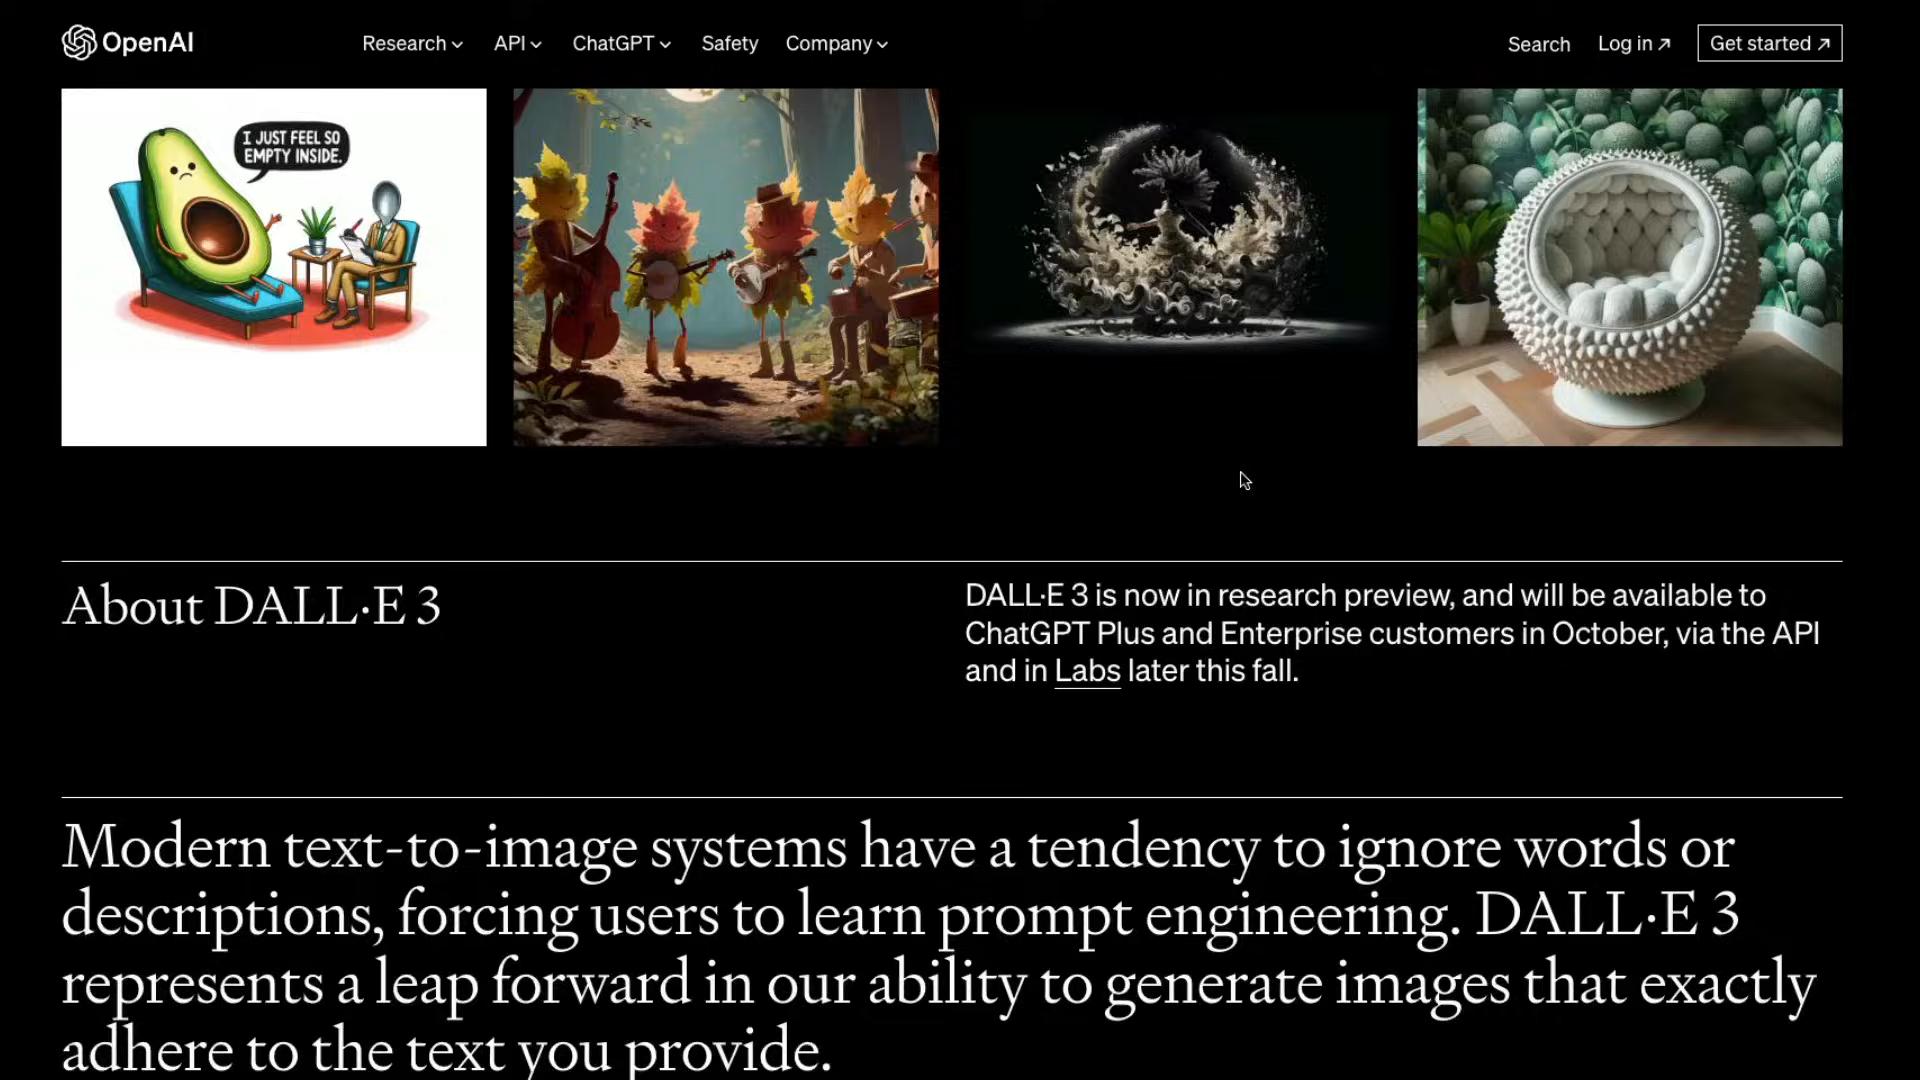 OpenAI
Research
API
ChatGPT
Safety
Company
Search
Log in ↗
Get started ↗
I JUST FEEL SO
EMPTY INSIDE.
About DALL·E 3
DALL·E 3 is now in research preview, and will be available to
ChatGPT Plus and Enterprise customers in October, via the API
and in Labs later this fall.
Modern text-to-image systems have a tendency to ignore words or
descriptions, forcing users to learn prompt engineering. DALL·E 3
represents a leap forward in our ability to generate images that exactly
adhere to the text you provide.